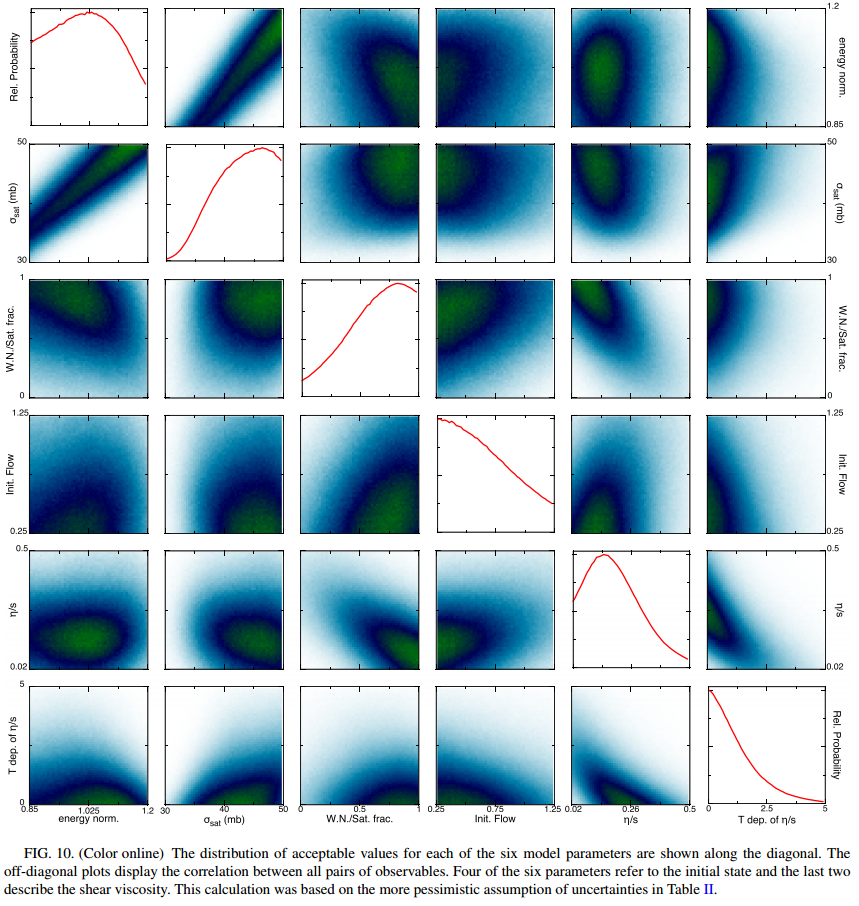 Rel. Probability
1.2
energy norm.
0.85
50
σsat (mb)
30
50
σsat (mb)
30
1
W.N./Sat. frac.
0
1
W.N./Sat. frac.
0
1.25
Init. Flow
0.25
1.25
Init. Flow
0.25
0.5
η/s
0.02
0.5
η/s
0.02
5
T dep. of η/s
0
Rel. Probability
0.85 1.025 1.2 30 40 50 0 0.5 1 0.25 0.75 1.25 0.02 0.26 0.5 0 2.5 5
energy norm. σsat (mb) W.N./Sat. frac. Init. Flow η/s T dep. of η/s
FIG. 10. (Color online) The distribution of acceptable values for each of the six model parameters are shown along the diagonal. The
off-diagonal plots display the correlation between all pairs of observables. Four of the six parameters refer to the initial state and the last two
describe the shear viscosity. This calculation was based on the more pessimistic assumption of uncertainties in Table II.